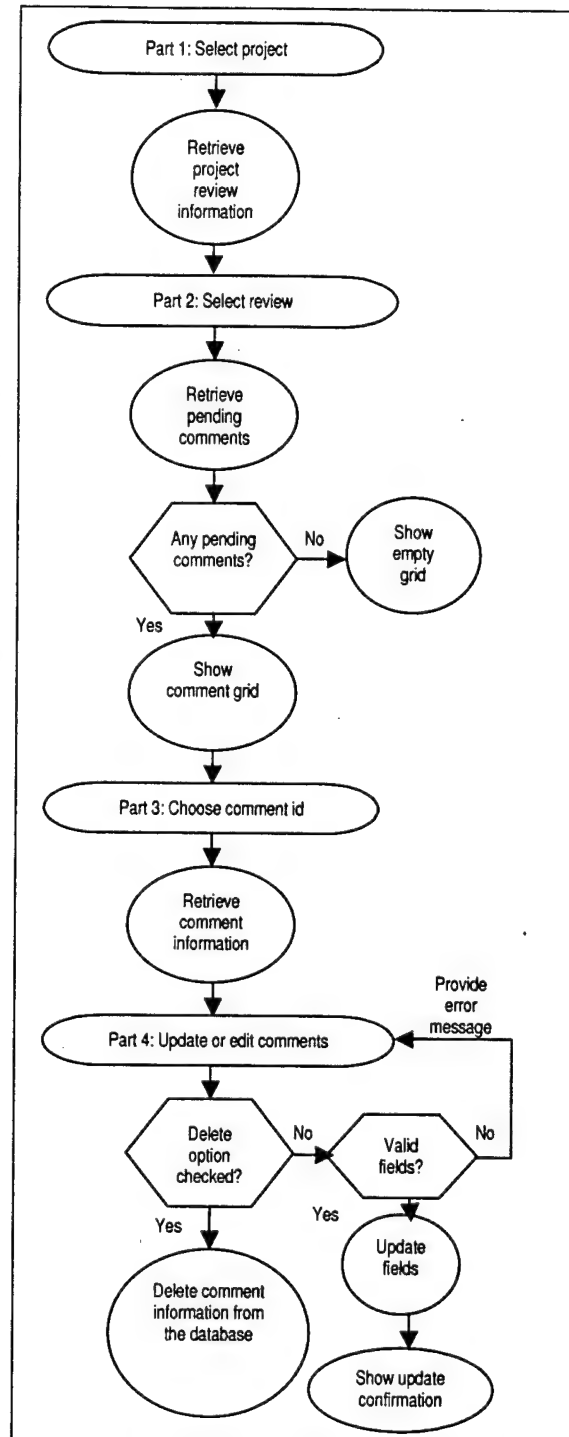 Part 1: Select project
Retrieve
project
review
information
Part 2: Select review
Retrieve
pending
comments
Any pending
comments?
No
Show
empty
grid
Yes
Show
comment grid
Part 3: Choose comment id
Retrieve
comment
information
Provide
error
message
Part 4: Update or edit comments
Delete
option
checked?
No
Valid
fields?
No
Yes
Yes
Update
fields
Delete comment
information from
the database
Show update
confirmation